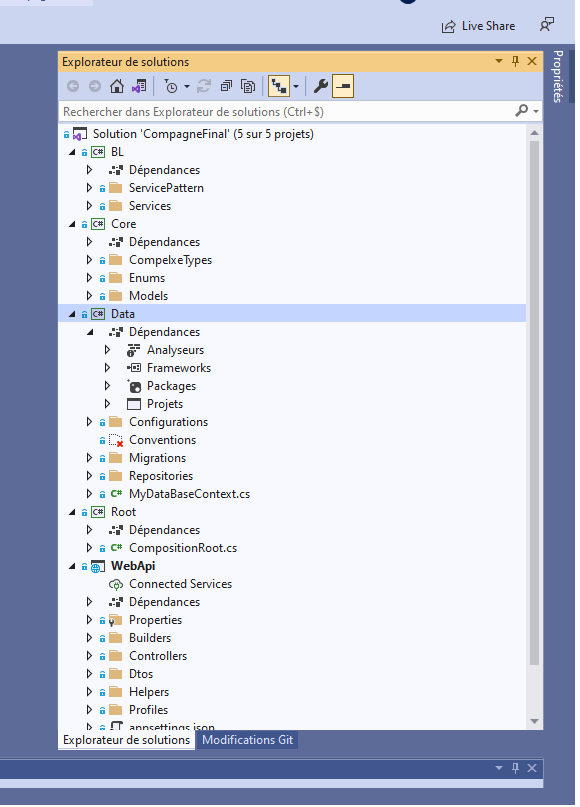 Live Share
Propriétés
Explorateur de solutions
Rechercher dans Explorateur de solutions (Ctrl+$)
Solution 'CompagneFinal' (5 sur 5 projets)
C# BL
Dépendances
ServicePattern
Services
C# Core
Dépendances
CompelxeTypes
Enums
Models
C# Data
Dépendances
Analyseurs
Frameworks
Packages
Projets
Configurations
Conventions
Migrations
Repositories
C# MyDataBaseContext.cs
C# Root
Dépendances
C# CompositionRoot.cs
WebApi
Connected Services
Dépendances
Properties
Builders
Controllers
Dtos
Helpers
Profiles
appsettings.json
Explorateur de solutions Modifications Git